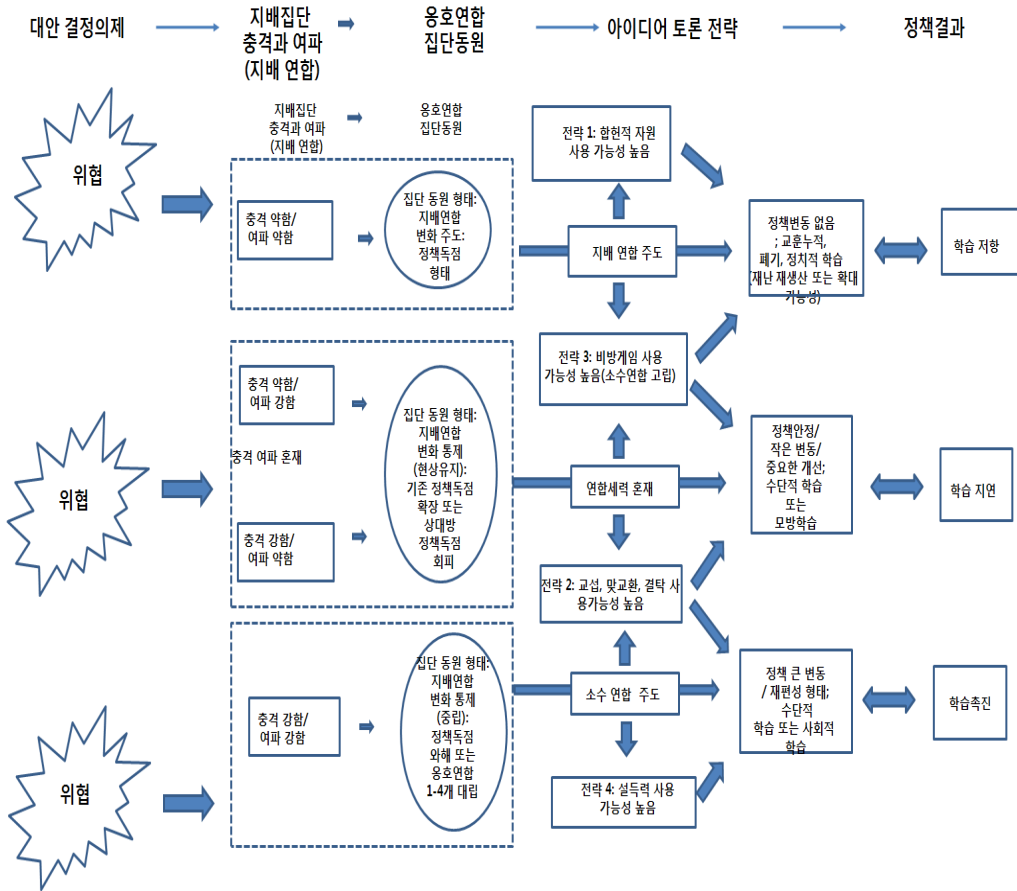 대안 결정의제
지배집단
충격과 여파
(지배 연합)
옹호연합
집단동원
아이디어 토론 전략
정책결과
지배집단
충격과 여파
(지배 연합)
옹호연합
집단동원
위협
충격 약함/
여파 약함
집단 동원 형태:
지배연합
변화 주도:
정책독점
형태
전략 1: 합헌적 자원
사용 가능성 높음
지배 연합 주도
정책변동 없음
; 교훈누적,
폐기, 정치적 학습
(재난 재생산 또는 확대
가능성)
학습 저항
위협
충격 약함/
여파 강함
충격 여파 혼재
충격 강함/
여파 약함
집단 동원 형태:
지배연합
변화 통제
(현상유지):
기존 정책독점
확장 또는
상대방
정책독점
회피
전략 3: 비방게임 사용
가능성 높음(소수연합 고립)
연합세력 혼재
전략 2: 교섭, 맞교환, 결탁 사
용가능성 높음
정책안정/
작은 변동/
중요한 개선;
수단적 학습
또는
모방학습
학습 지연
위협
충격 강함/
여파 강함
집단 동원 형태:
지배연합
변화 통제
(중립):
정책독점
와해 또는
옹호연합
1-4개 대립
소수 연합 주도
전략 4: 설득력 사용
가능성 높음
정책 큰 변동
/ 재편성 형태;
수단적
학습 또는 사회적
학습
학습촉진